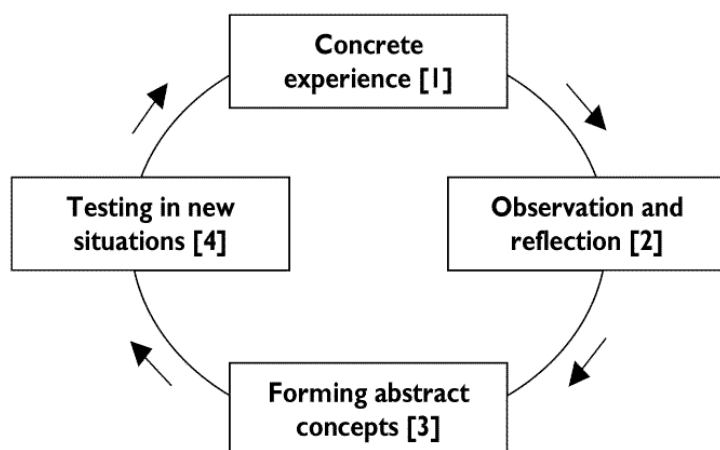 Concrete
experience [1]
Observation and
reflection [2]
Forming abstract
concepts [3]
Testing in new
situations [4]